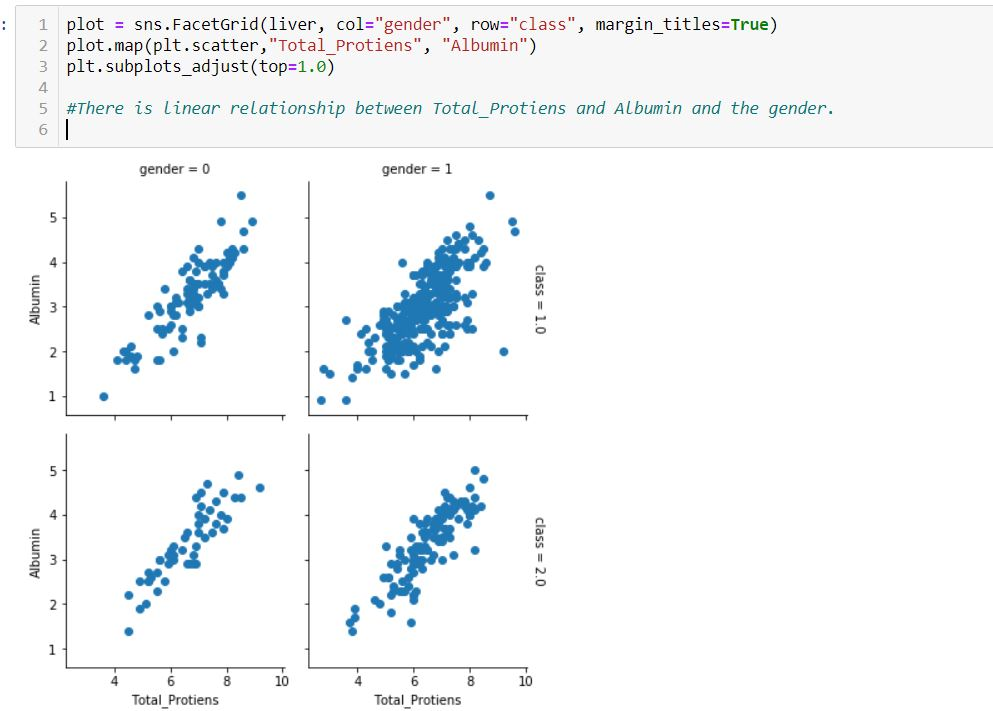 :
1 plot = sns.FacetGrid(liver, col="gender", row="class", margin_titles=True)
2 plot.map(plt.scatter,"Total_Protiens", "Albumin")
3 plt.subplots_adjust(top=1.0)
4
5 #There is linear relationship between Total_Protiens and Albumin and the gender.
6
gender = 0
gender = 1
5
4
3
2
1
Albumin
class = 1.0
5
4
3
2
1
Albumin
class = 2.0
4 6 8 10
Total_Protiens
4 6 8 10
Total_Protiens